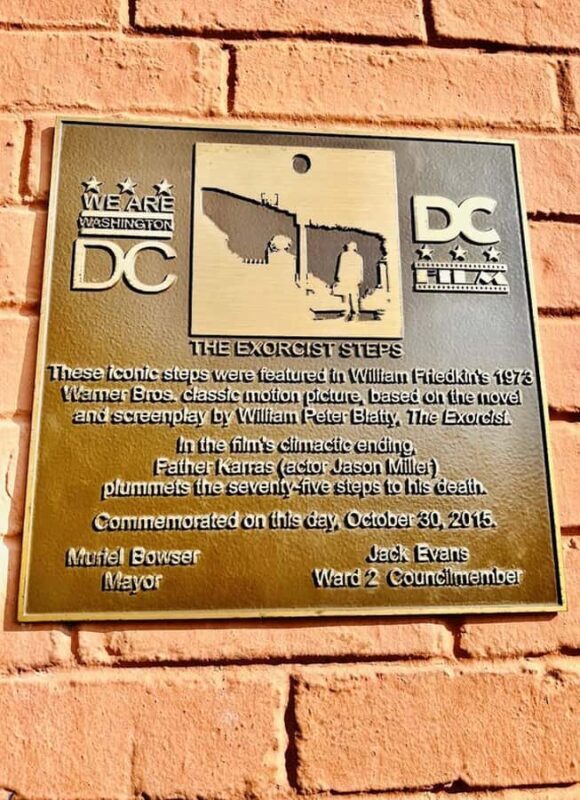 WE ARE
WASHINGTON
DC
DC
FILM
THE EXORCIST STEPS
These iconic steps were featured in William Friedkin's 1973
Warner Bros. classic motion picture, based on the novel
and screenplay by William Peter Blatty, The Exorcist.
In the film's climactic ending,
Father Karras (actor Jason Miller)
plummets the seventy-five steps to his death.
Commemorated on this day, October 30, 2015.
Muriel Bowser
Mayor
Jack Evans
Ward 2 Councilmember